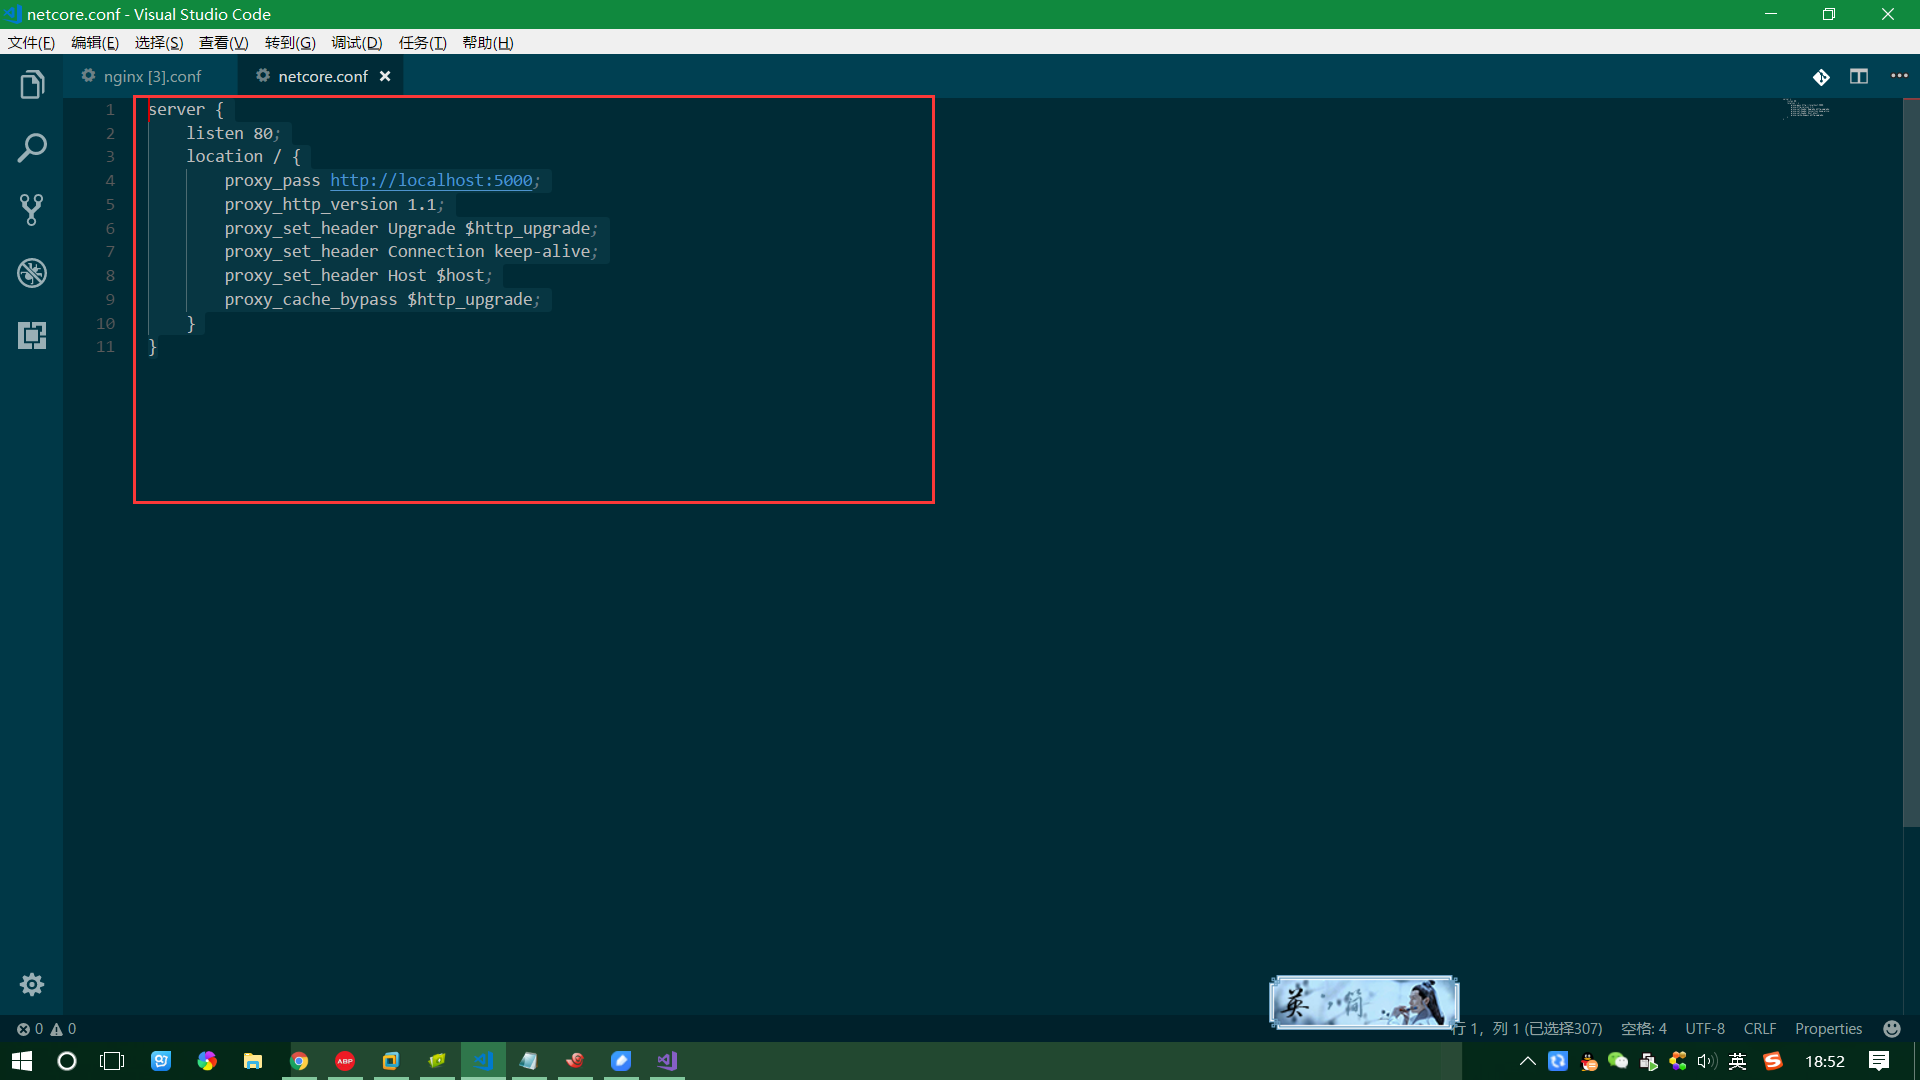 netcore.conf - Visual Studio Code
文件(F) 编辑(E) 选择(S) 查看(V) 转到(G) 调试(D) 任务(T) 帮助(H)
nginx [3].conf netcore.conf
1 server {
2 listen 80;
3 location / {
4 proxy_pass http://localhost:5000;
5 proxy_http_version 1.1;
6 proxy_set_header Upgrade $http_upgrade;
7 proxy_set_header Connection keep-alive;
8 proxy_set_header Host $host;
9 proxy_cache_bypass $http_upgrade;
10 }
11 }
英 简
0 0 行 1，列 1 (已选择307) 空格: 4 UTF-8 CRLF Properties
ABP 英 18:52